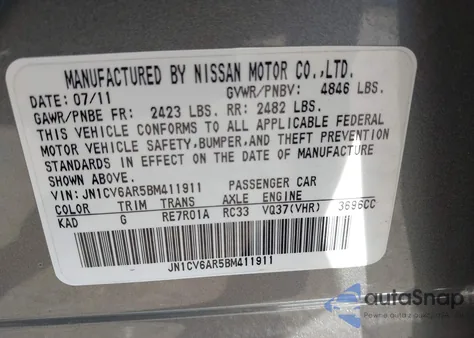 MANUFACTURED BY NISSAN MOTOR CO.,LTD.
DATE: 07/11 GVWR/PNBV: 4846 LBS.
GAWR/PNBE FR: 2423 LBS. RR: 2482 LBS.
THIS VEHICLE CONFORMS TO ALL APPLICABLE FEDERAL
MOTOR VEHICLE SAFETY,BUMPER,AND THEFT PREVENTION
STANDARDS IN EFFECT ON THE DATE OF MANUFACTURE
SHOWN ABOVE.
VIN: JN1CV6AR5BM411911 PASSENGER CAR
COLOR TRIM TRANS AXLE ENGINE
KAD G RE7R01A RC33 VQ37(VHR) 3696CC
JN1CV6AR5BM411911
autoSnap